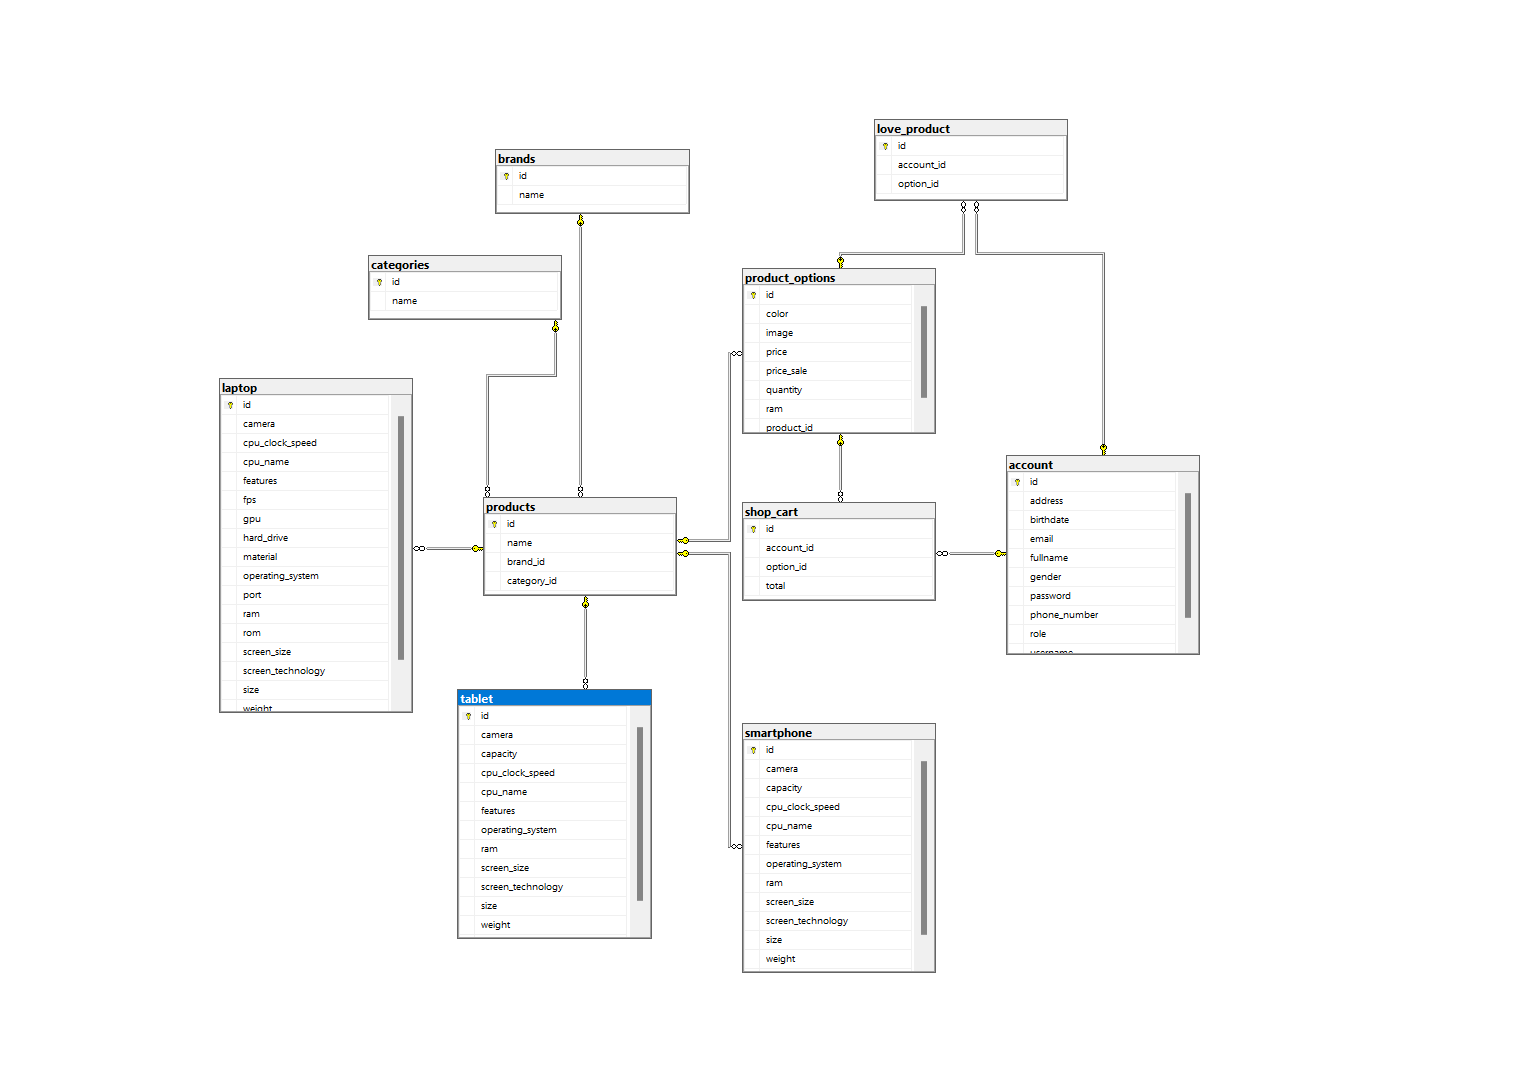 love_product
id
account_id
option_id
brands
id
name
categories
id
name
product_options
id
color
image
price
price_sale
quantity
ram
product_id
laptop
id
camera
cpu_clock_speed
cpu_name
features
fps
gpu
hard_drive
material
operating_system
port
ram
rom
screen_size
screen_technology
size
weight
products
id
name
brand_id
category_id
shop_cart
id
account_id
option_id
total
account
id
address
birthdate
email
fullname
gender
password
phone_number
role
username
tablet
id
camera
capacity
cpu_clock_speed
cpu_name
features
operating_system
ram
screen_size
screen_technology
size
weight
smartphone
id
camera
capacity
cpu_clock_speed
cpu_name
features
operating_system
ram
screen_size
screen_technology
size
weight